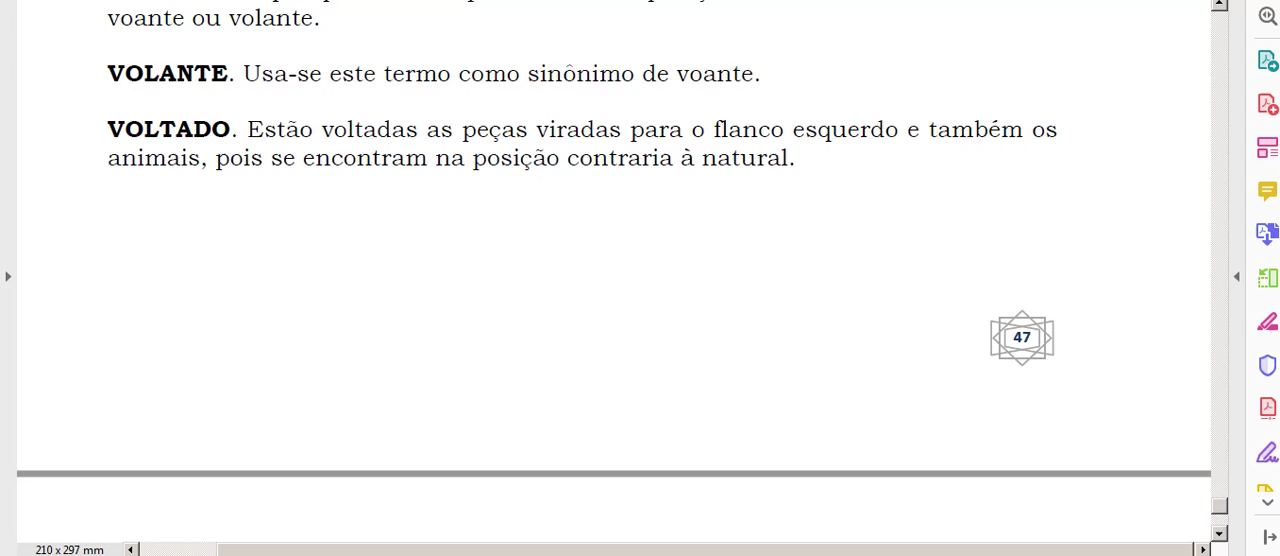 voante ou volante.
VOLANTE. Usa-se este termo como sinônimo de voante.
VOLTADO. Estão voltadas as peças viradas para o flanco esquerdo e também os
animais, pois se encontram na posição contraria à natural.
47
210 x 297 mm